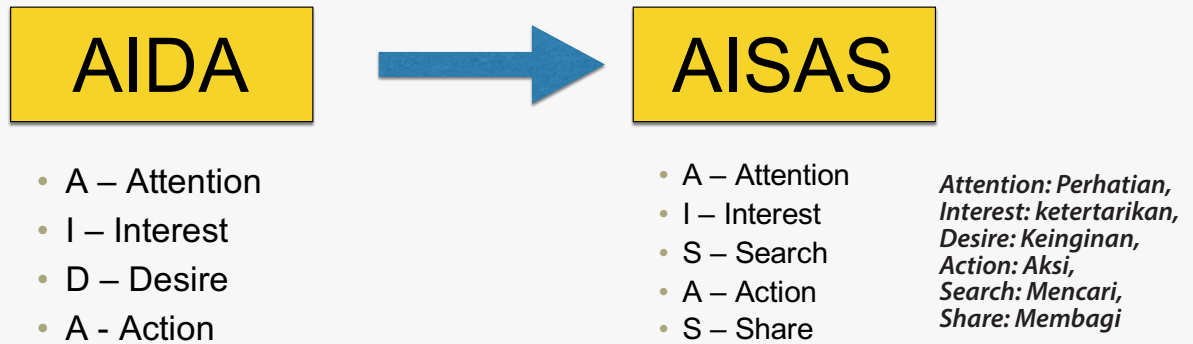 AIDA
AISAS
• A – Attention
• I – Interest
• D – Desire
• A - Action
• A – Attention
• I – Interest
• S – Search
• A – Action
• S – Share
Attention: Perhatian,
Interest: ketertarikan,
Desire: Keinginan,
Action: Aksi,
Search: Mencari,
Share: Membagi